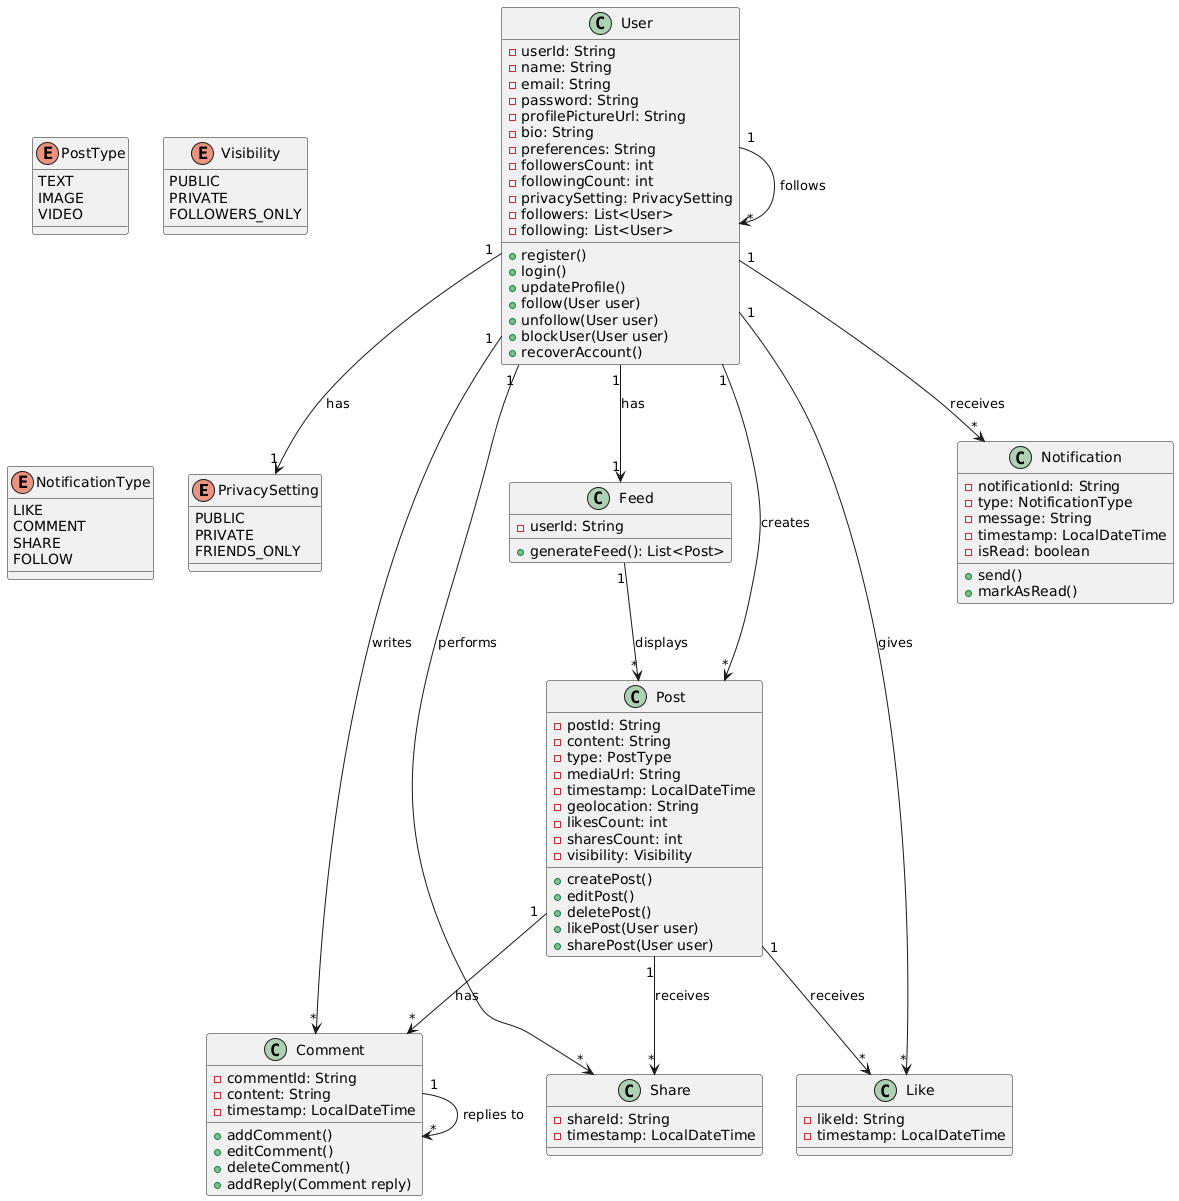 C User
userId: String
name: String
email: String
password: String
profilePictureUrl: String
bio: String
preferences: String
followersCount: int
followingCount: int
privacySetting: PrivacySetting
followers: List<User>
following: List<User>
register()
login()
updateProfile()
follow(User user)
unfollow(User user)
blockUser(User user)
recoverAccount()
1
follows
*
E PostType
TEXT
IMAGE
VIDEO
E Visibility
PUBLIC
PRIVATE
FOLLOWERS_ONLY
1
1
1
1
1
1
1
1
has
has
receives
1
1
*
E NotificationType
LIKE
COMMENT
SHARE
FOLLOW
E PrivacySetting
PUBLIC
PRIVATE
FRIENDS_ONLY
C Feed
userId: String
generateFeed(): List<Post>
creates
C Notification
notificationId: String
type: NotificationType
message: String
timestamp: LocalDateTime
isRead: boolean
send()
markAsRead()
1
writes
performs
displays
gives
*
*
C Post
postId: String
content: String
type: PostType
mediaUrl: String
timestamp: LocalDateTime
geolocation: String
likesCount: int
sharesCount: int
visibility: Visibility
createPost()
editPost()
deletePost()
likePost(User user)
sharePost(User user)
1
1
1
has
receives
receives
*
*
*
*
*
*
C Comment
commentId: String
content: String
timestamp: LocalDateTime
addComment()
editComment()
deleteComment()
addReply(Comment reply)
1
replies to
*
C Share
shareId: String
timestamp: LocalDateTime
C Like
likeId: String
timestamp: LocalDateTime